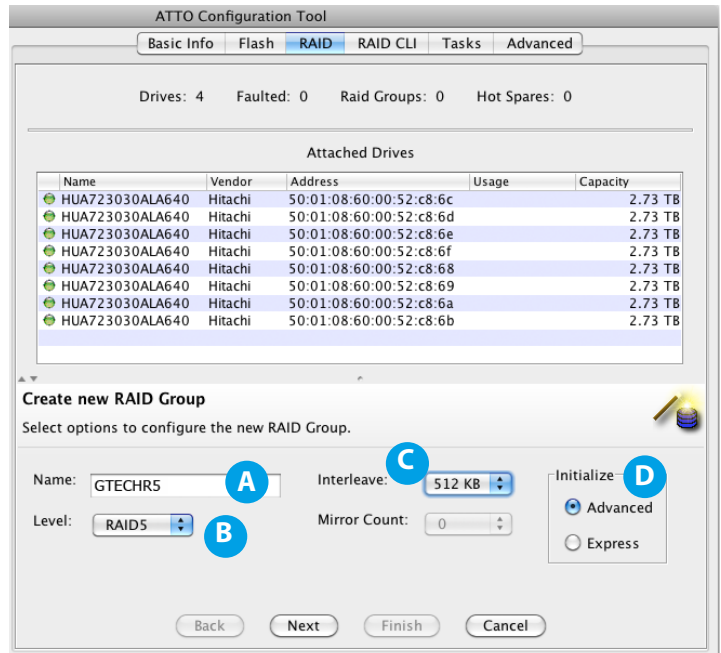 ATTO Configuration Tool
Basic Info Flash RAID RAID CLI Tasks Advanced
Drives: 4 Faulted: 0 Raid Groups: 0 Hot Spares: 0
Attached Drives
Name Vendor Address Usage Capacity
HUA723030ALA640 Hitachi 50:01:08:60:00:52:c8:6c 2.73 TB
HUA723030ALA640 Hitachi 50:01:08:60:00:52:c8:6d 2.73 TB
HUA723030ALA640 Hitachi 50:01:08:60:00:52:c8:6e 2.73 TB
HUA723030ALA640 Hitachi 50:01:08:60:00:52:c8:6f 2.73 TB
HUA723030ALA640 Hitachi 50:01:08:60:00:52:c8:68 2.73 TB
HUA723030ALA640 Hitachi 50:01:08:60:00:52:c8:69 2.73 TB
HUA723030ALA640 Hitachi 50:01:08:60:00:52:c8:6a 2.73 TB
HUA723030ALA640 Hitachi 50:01:08:60:00:52:c8:6b 2.73 TB
Create new RAID Group
Select options to configure the new RAID Group.
Name: GTECHR5 A Interleave: C 512 KB Initialize D
Advanced
Level: RAID5 B Mirror Count: 0
Express
Back Next Finish Cancel